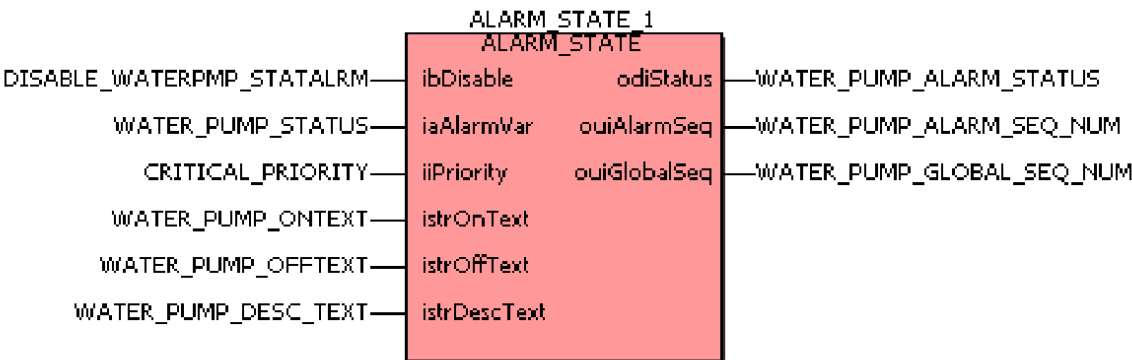 ALARM_STATE_1
ALARM_STATE
DISABLE_WATERPMP_STATALRM ibDisable odiStatus WATER_PUMP_ALARM_STATUS
WATER_PUMP_STATUS iaAlarmVar ouiAlarmSeq WATER_PUMP_ALARM_SEQ_NUM
CRITICAL_PRIORITY iiPriority ouiGlobalSeq WATER_PUMP_GLOBAL_SEQ_NUM
WATER_PUMP_ONTEXT istrOnText
WATER_PUMP_OFFTEXT istrOffText
WATER_PUMP_DESC_TEXT istrDescText